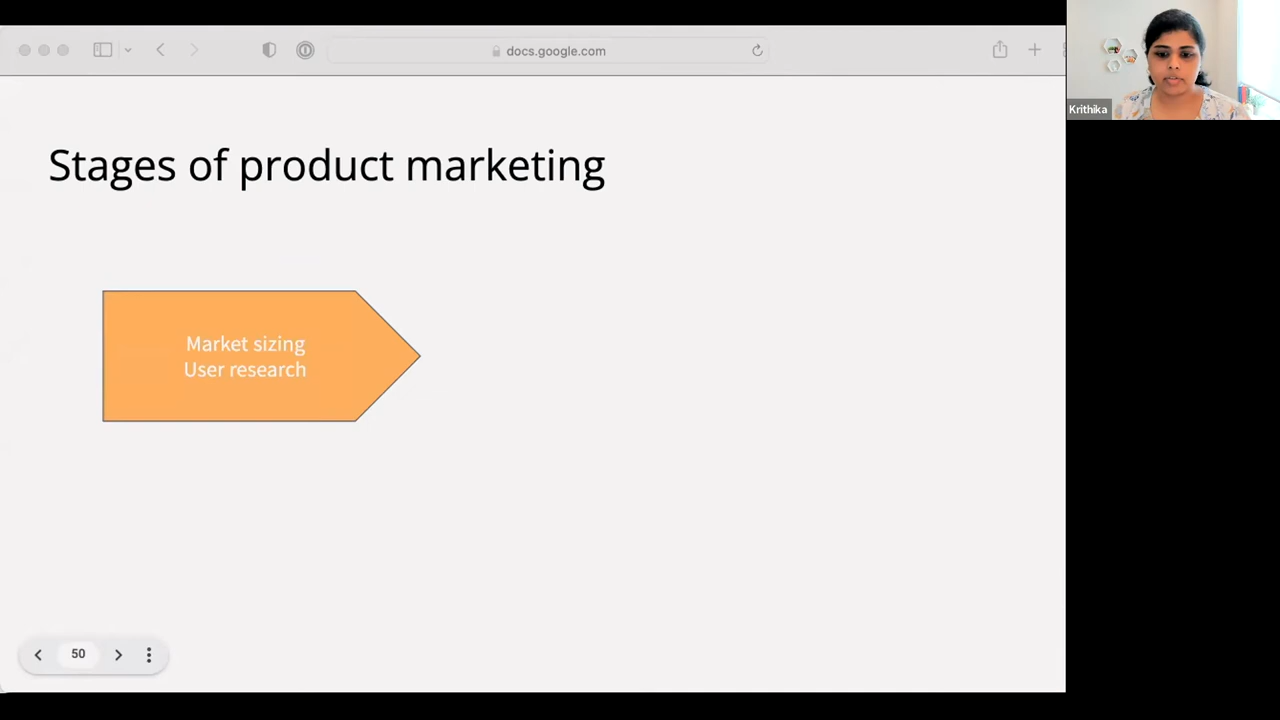 docs.google.com
Krithika
Stages of product marketing
Market sizing
User research
50